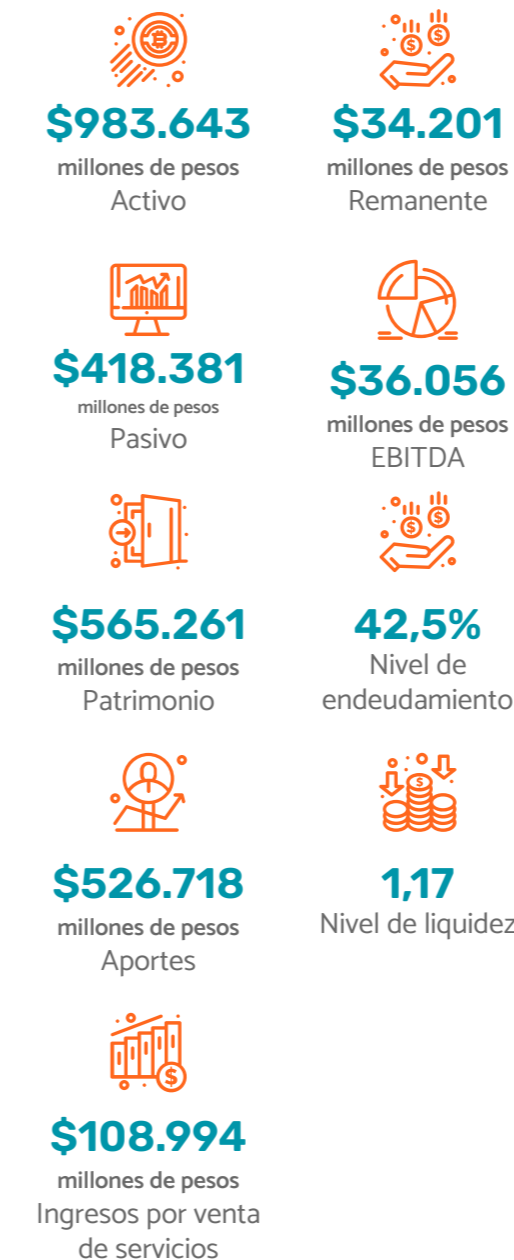 $983.643
millones de pesos
Activo
$34.201
millones de pesos
Remanente
$418.381
millones de pesos
Pasivo
$36.056
millones de pesos
EBITDA
$565.261
millones de pesos
Patrimonio
42,5%
Nivel de
endeudamiento
$526.718
millones de pesos
Aportes
1,17
Nivel de liquidez
$108.994
millones de pesos
Ingresos por venta
de servicios